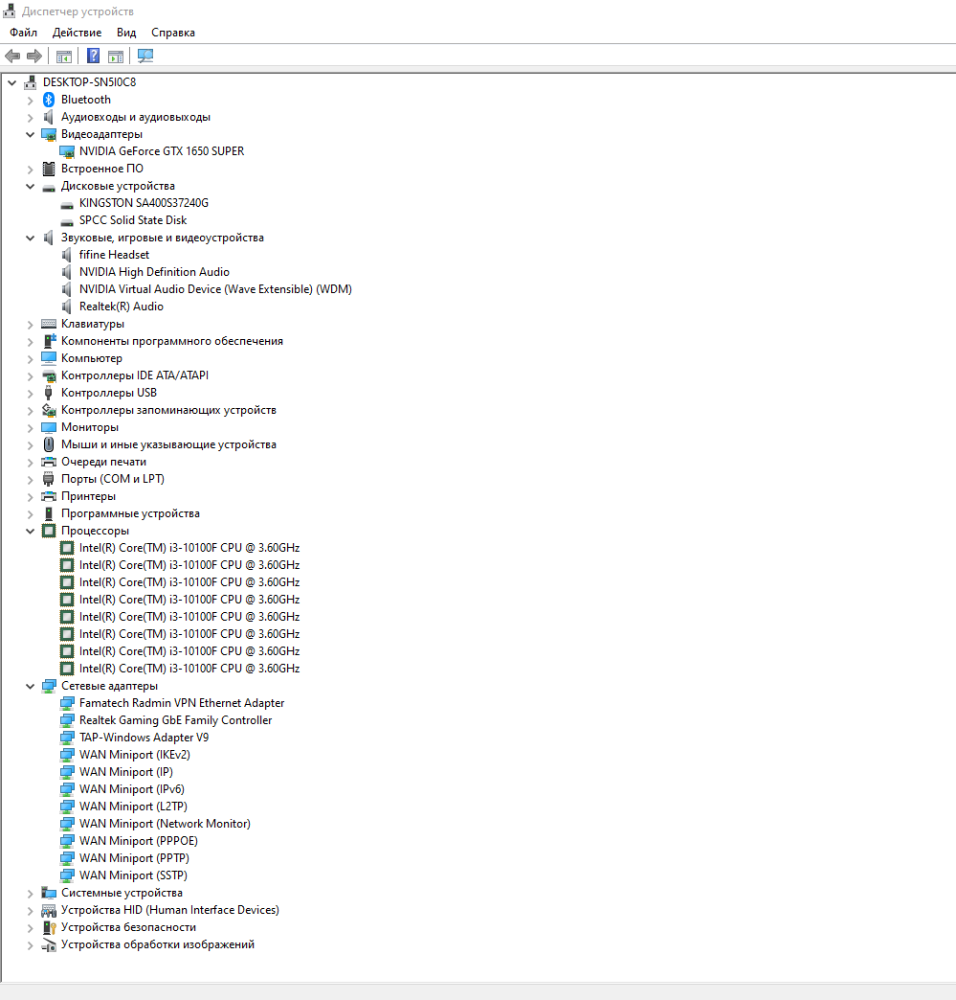 Диспетчер устройств
Файл Действие Вид Справка
DESKTOP-SN5I0C8
Bluetooth
Аудиовходы и аудиовыходы
Видеоадаптеры
NVIDIA GeForce GTX 1650 SUPER
Встроенное ПО
Дисковые устройства
KINGSTON SA400S37240G
SPCC Solid State Disk
Звуковые, игровые и видеоустройства
fifine Headset
NVIDIA High Definition Audio
NVIDIA Virtual Audio Device (Wave Extensible) (WDM)
Realtek(R) Audio
Клавиатуры
Компоненты программного обеспечения
Компьютер
Контроллеры IDE ATA/ATAPI
Контроллеры USB
Контроллеры запоминающих устройств
Мониторы
Мыши и иные указывающие устройства
Очереди печати
Порты (COM и LPT)
Принтеры
Программные устройства
Процессоры
Intel(R) Core(TM) i3-10100F CPU @ 3.60GHz
Intel(R) Core(TM) i3-10100F CPU @ 3.60GHz
Intel(R) Core(TM) i3-10100F CPU @ 3.60GHz
Intel(R) Core(TM) i3-10100F CPU @ 3.60GHz
Intel(R) Core(TM) i3-10100F CPU @ 3.60GHz
Intel(R) Core(TM) i3-10100F CPU @ 3.60GHz
Intel(R) Core(TM) i3-10100F CPU @ 3.60GHz
Intel(R) Core(TM) i3-10100F CPU @ 3.60GHz
Сетевые адаптеры
Famatech Radmin VPN Ethernet Adapter
Realtek Gaming GbE Family Controller
TAP-Windows Adapter V9
WAN Miniport (IKEv2)
WAN Miniport (IP)
WAN Miniport (IPv6)
WAN Miniport (L2TP)
WAN Miniport (Network Monitor)
WAN Miniport (PPPOE)
WAN Miniport (PPTP)
WAN Miniport (SSTP)
Системные устройства
Устройства HID (Human Interface Devices)
Устройства безопасности
Устройства обработки изображений